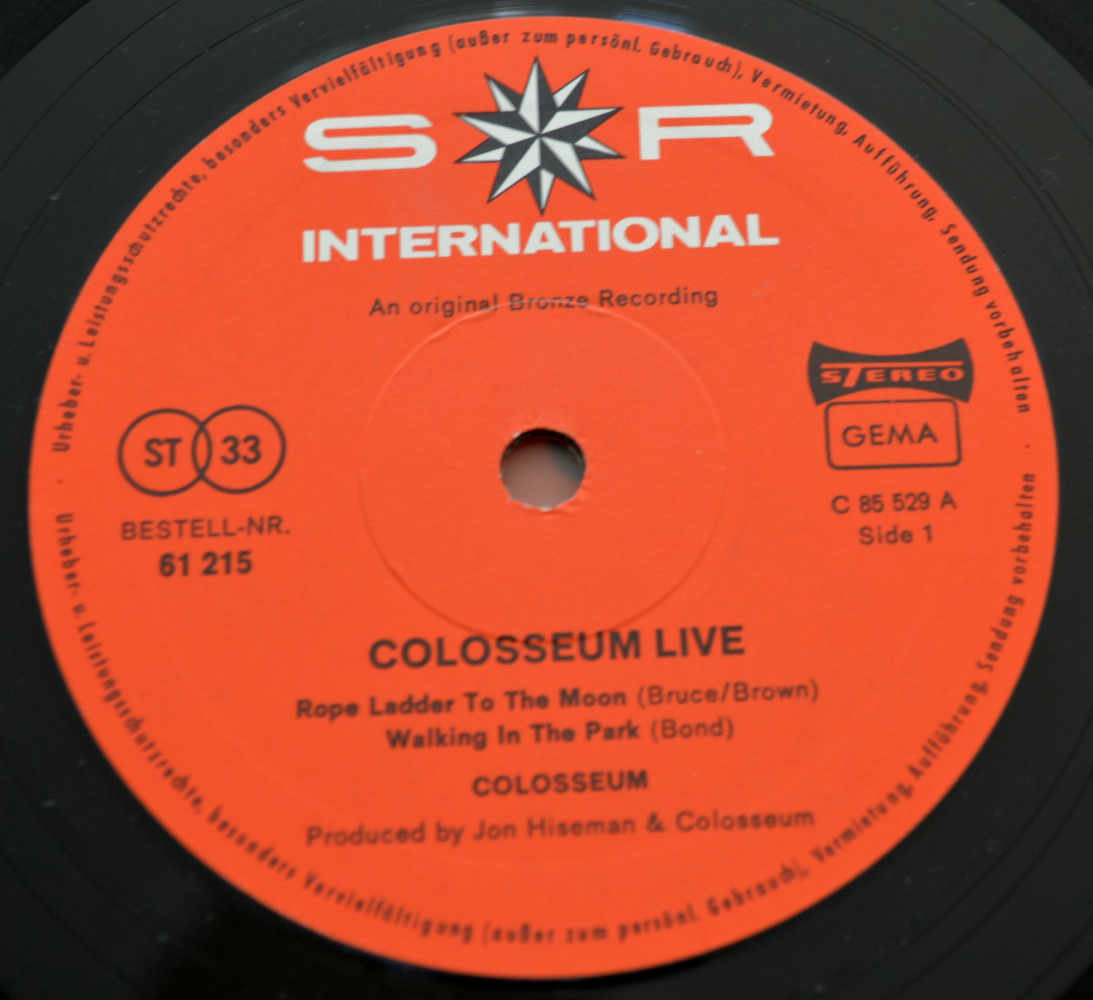 Urheber- u. Leistungsschutzrechte, besonders Vervielfältigung (außer zum persönl. Gebrauch), Vermietung, Aufführung, Sendung vorbehalten
S R
INTERNATIONAL
An original Bronze Recording
STEREO
GEMA
ST 33
C 85 529 A
BESTELL-NR.
Side 1
61 215
COLOSSEUM LIVE
Rope Ladder To The Moon (Bruce/Brown)
Walking In The Park (Bond)
COLOSSEUM
Produced by Jon Hiseman & Colosseum
Urheber- u. Leistungsschutzrechte, besonders Vervielfältigung (außer zum persönl. Gebrauch), Vermietung, Aufführung, Sendung vorbehalten